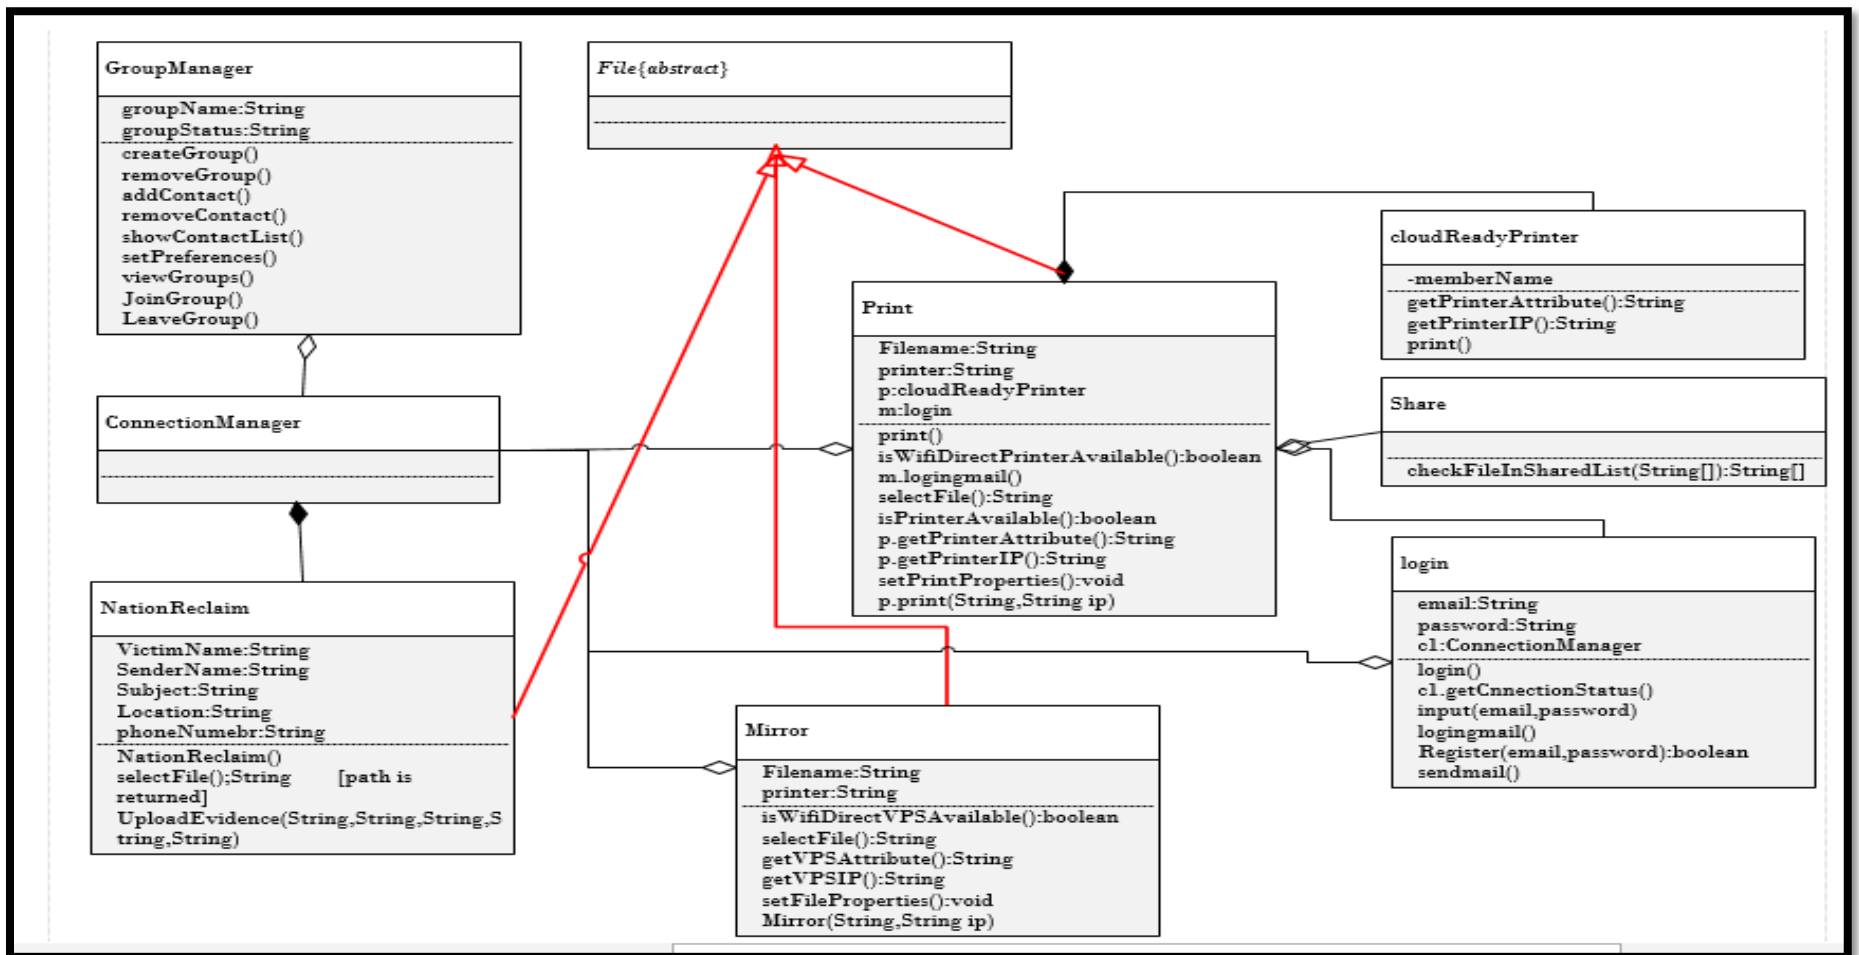 GroupManager
groupName:String
groupStatus:String
createGroup()
removeGroup()
addContact()
removeContact()
showContactList()
setPreferences()
viewGroups()
JoinGroup()
LeaveGroup()
File{abstract}
cloudReadyPrinter
-memberName
getPrinterAttribute():String
getPrinterIP():String
print()
Print
Filename:String
printer:String
p:cloudReadyPrinter
m:login
print()
isWifiDirectPrinterAvailable():boolean
m.logingmail()
selectFile():String
isPrinterAvailable():boolean
p.getPrinterAttribute():String
p.getPrinterIP():String
setPrintProperties():void
p.print(String,String ip)
Share
checkFileInSharedList(String[]):String[]
ConnectionManager
login
email:String
password:String
c1:ConnectionManager
login()
c1.getCnnectionStatus()
input(email,password)
logingmail()
Register(email,password):boolean
sendmail()
NationReclaim
VictimName:String
SenderName:String
Subject:String
Location:String
phoneNumebr:String
NationReclaim()
selectFile();String [path is
returned]
UploadEvidence(String,String,String,S
tring,String)
Mirror
Filename:String
printer:String
isWifiDirectVPSAvailable():boolean
selectFile():String
getVPSAttribute():String
getVPSIP():String
setFileProperties():void
Mirror(String,String ip)